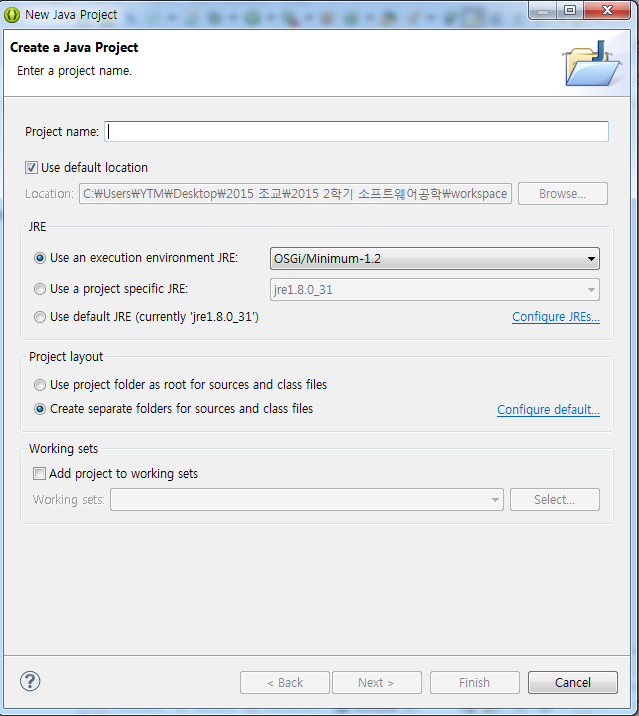 New Java Project
Create a Java Project
Enter a project name.
Project name:
Use default location
Location: C:₩Users₩YTM₩Desktop₩2015 조교₩2015 2학기 소프트웨어공학₩workspace Browse...
JRE
Use an execution environment JRE: OSGi/Minimum-1.2
Use a project specific JRE: jre1.8.0_31
Use default JRE (currently 'jre1.8.0_31') Configure JREs...
Project layout
Use project folder as root for sources and class files
Create separate folders for sources and class files Configure default...
Working sets
Add project to working sets
Working sets: Select...
? < Back Next > Finish Cancel